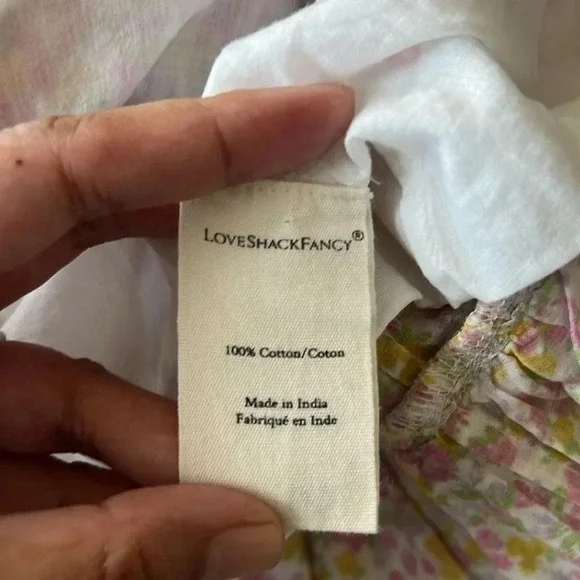 LOVESHACKFANCY®
100% Cotton/Coton
Made in India
Fabriqué en Inde